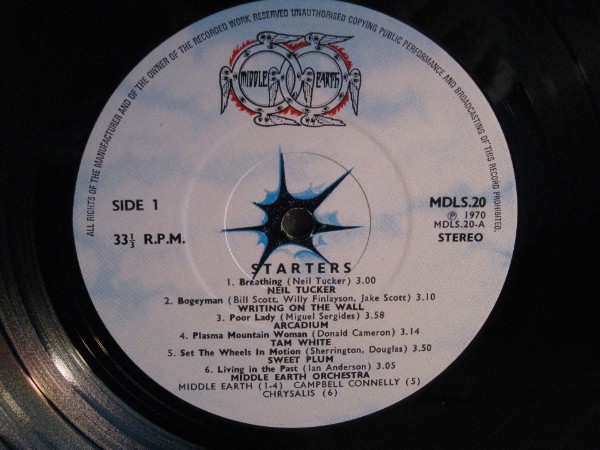 ALL RIGHTS OF THE MANUFACTURER AND OF THE OWNER OF THE RECORDED WORK RESERVED UNAUTHORISED COPYING PUBLIC PERFORMANCE AND BROADCASTING OF THIS RECORD PROHIBITED.
MIDDLE EARTH
SIDE 1
33⅓ R.P.M.
MDLS.20
Ⓟ 1970
MDLS.20-A
STEREO
STARTERS
1. Breathing (Neil Tucker) 3.00
NEIL TUCKER
2. Bogeyman (Bill Scott, Willy Finlayson, Jake Scott) 3.10
WRITING ON THE WALL
3. Poor Lady (Miguel Sergides) 3.58
ARCADIUM
4. Plasma Mountain Woman (Donald Cameron) 3.14
TAM WHITE
5. Set The Wheels In Motion (Sherrington, Douglas) 3.50
SWEET PLUM
6. Living in the Past (Ian Anderson) 3.05
MIDDLE EARTH ORCHESTRA
MIDDLE EARTH (1-4) CAMPBELL CONNELLY (5)
CHRYSALIS (6)